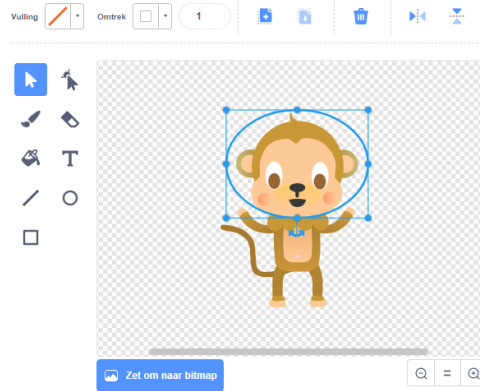 Vulling Omtrek 1
T
Zet om naar bitmap
=